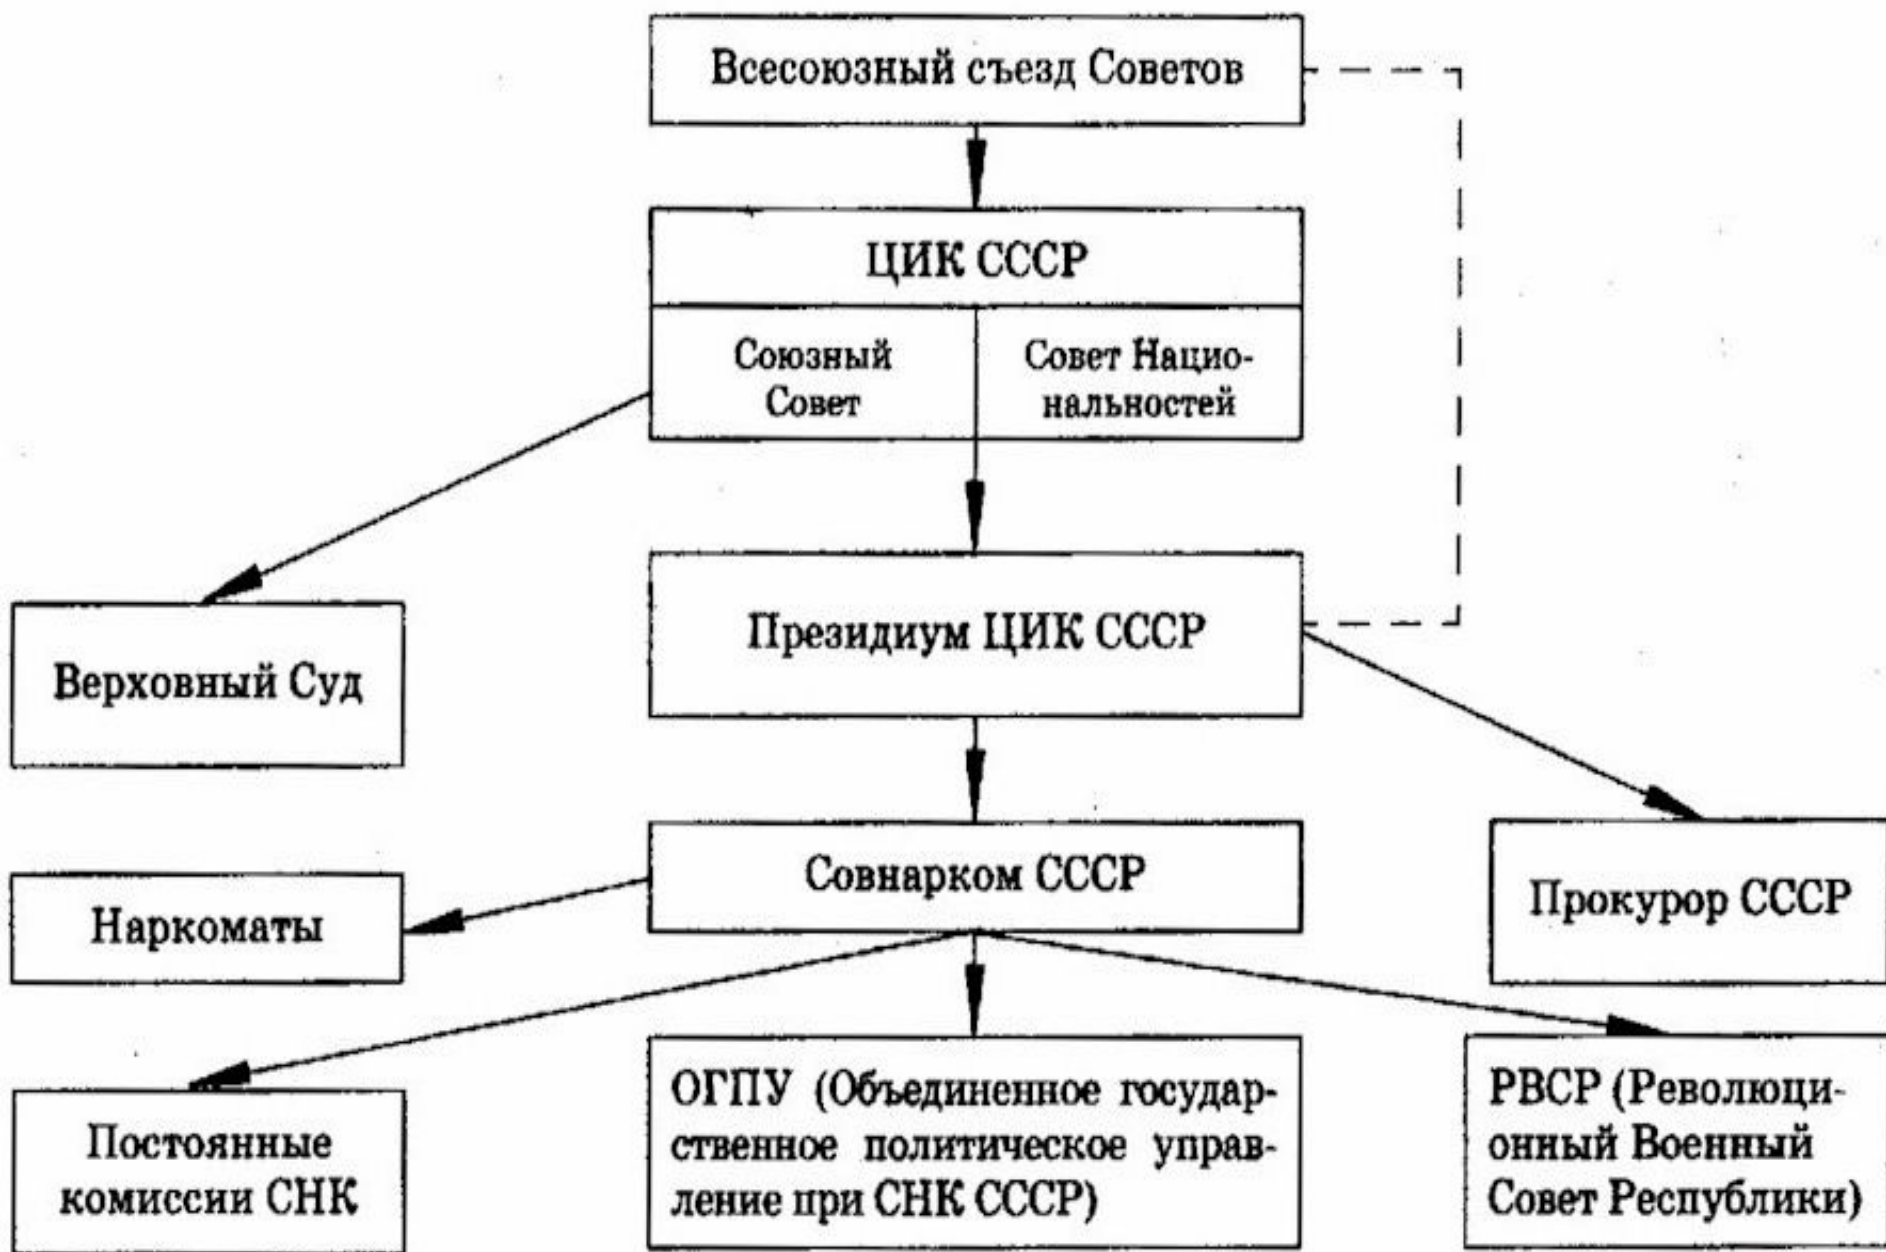 Всесоюзный съезд Советов
ЦИК СССР
Союзный
Совет
Совет Нацио-
нальностей
Верховный Суд
Президиум ЦИК СССР
Наркоматы
Совнарком СССР
Прокурор СССР
Постоянные
комиссии СНК
ОГПУ (Объединенное государ-
ственное политическое управ-
ление при СНК СССР)
РВСР (Революци-
онный Военный
Совет Республики)